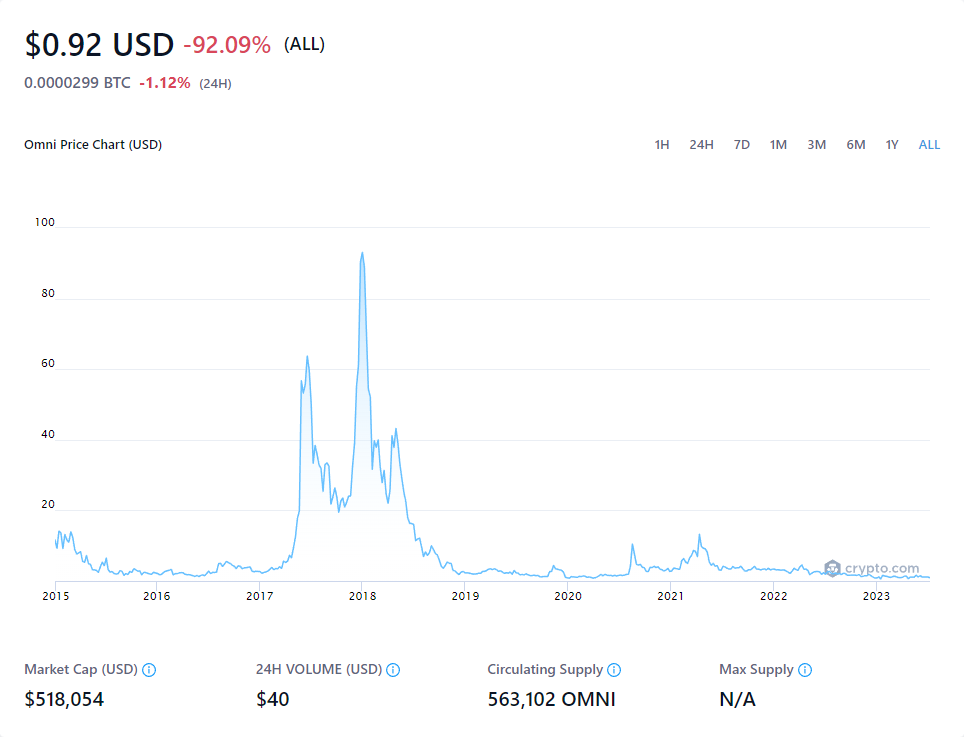 $0.92 USD -92.09% (ALL)
0.0000299 BTC -1.12% (24H)
Omni Price Chart (USD) 1H 24H 7D 1M 3M 6M 1Y ALL
100
80
60
40
20
crypto.com
2015 2016 2017 2018 2019 2020 2021 2022 2023
Market Cap (USD) 24H VOLUME (USD) Circulating Supply Max Supply
$518,054 $40 563,102 OMNI N/A